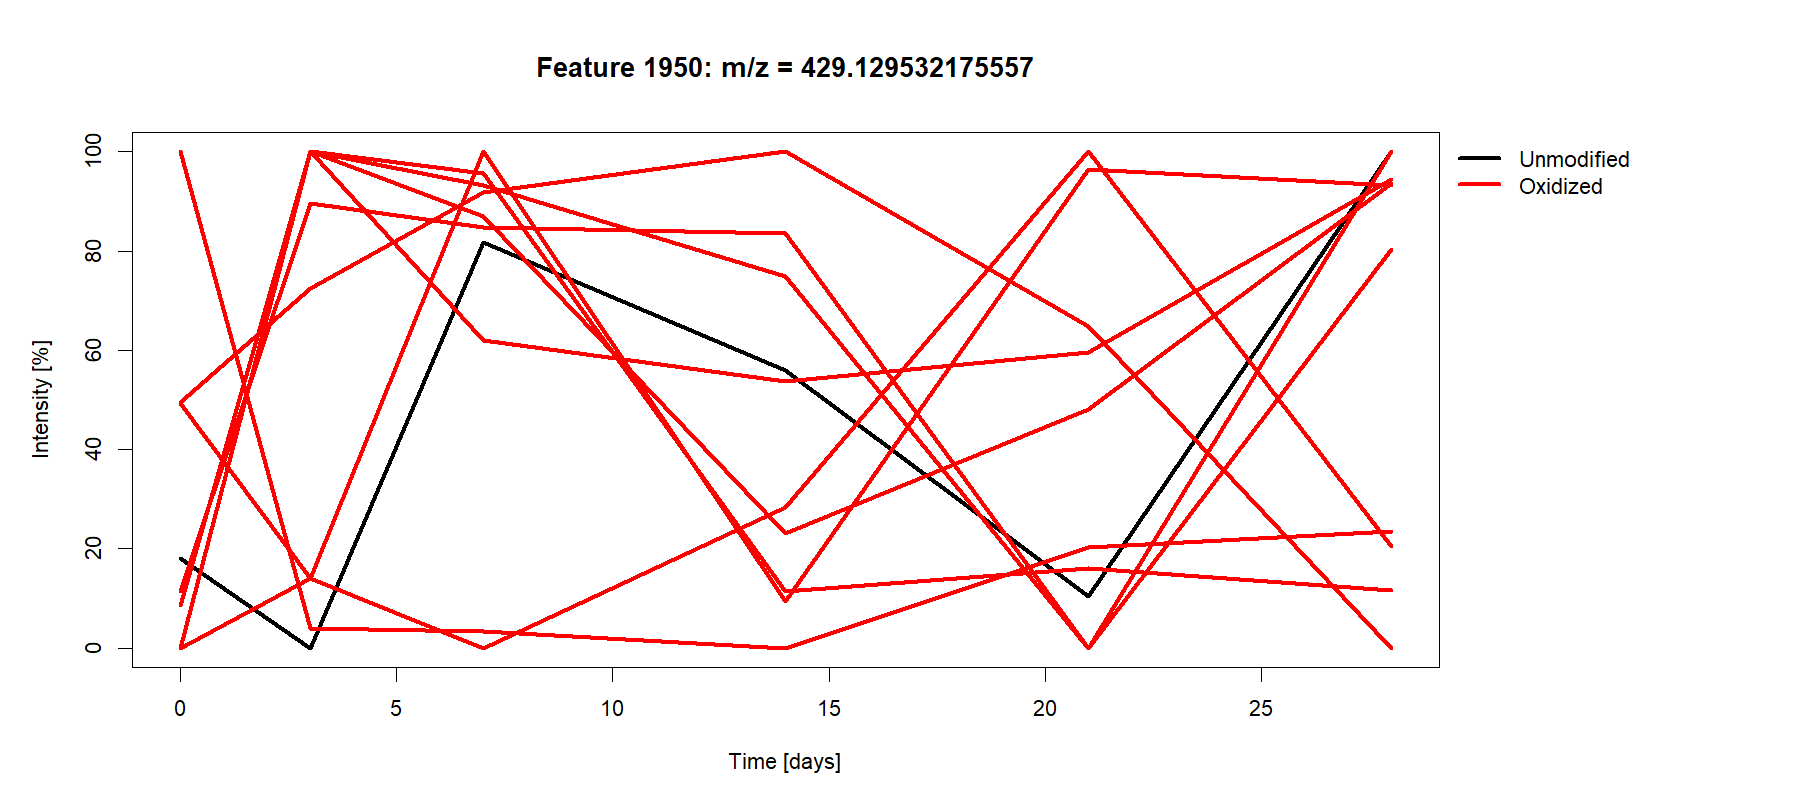 Feature 1950: m/z = 429.129532175557
Unmodified
Oxidized
Intensity [%]
100
80
60
40
20
0
0 5 10 15 20 25
Time [days]